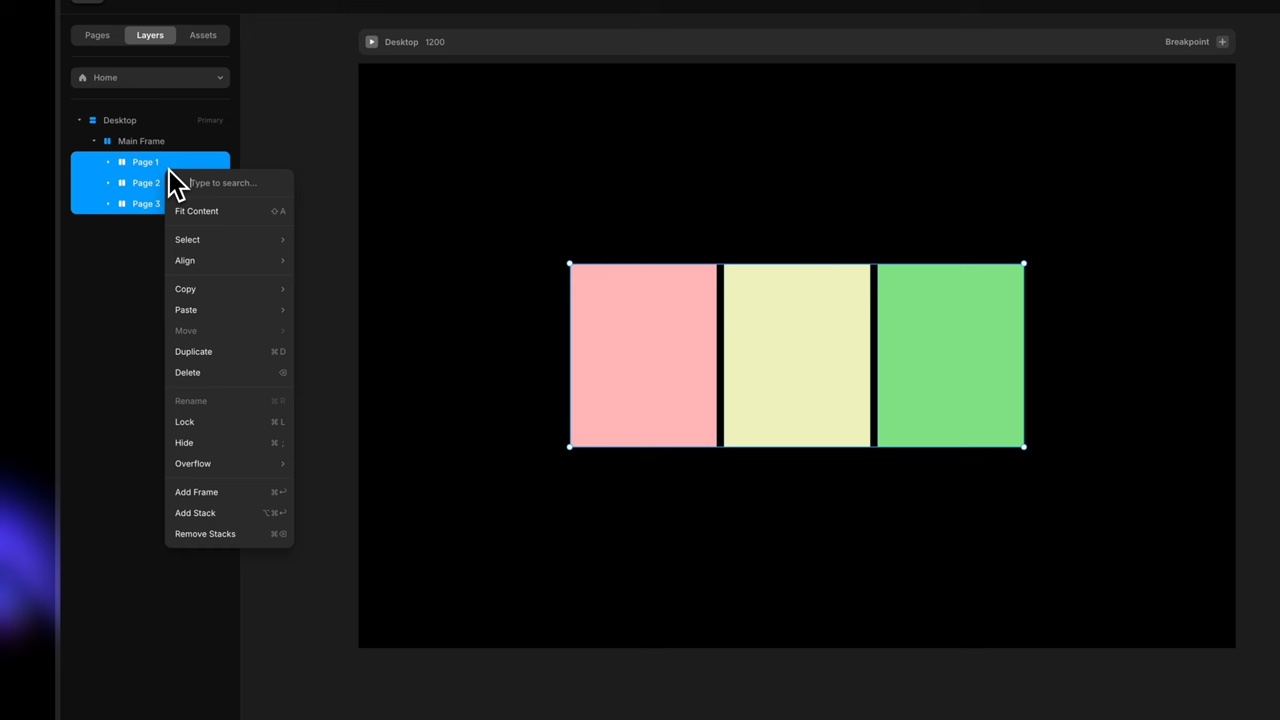 Pages Layers Assets
Desktop 1200
Breakpoint +
Home
Desktop Primary
Main Frame
Page 1
Page 2
Page 3
Type to search...
Fit Content ⇧ A
Select
Align
Copy
Paste
Move
Duplicate ⌘ D
Delete ⌫
Rename ⌘ R
Lock ⌘ L
Hide ⌘ ;
Overflow
Add Frame ⌘ ↩
Add Stack ⌥ ⌘ ↩
Remove Stacks ⌘ ⌫